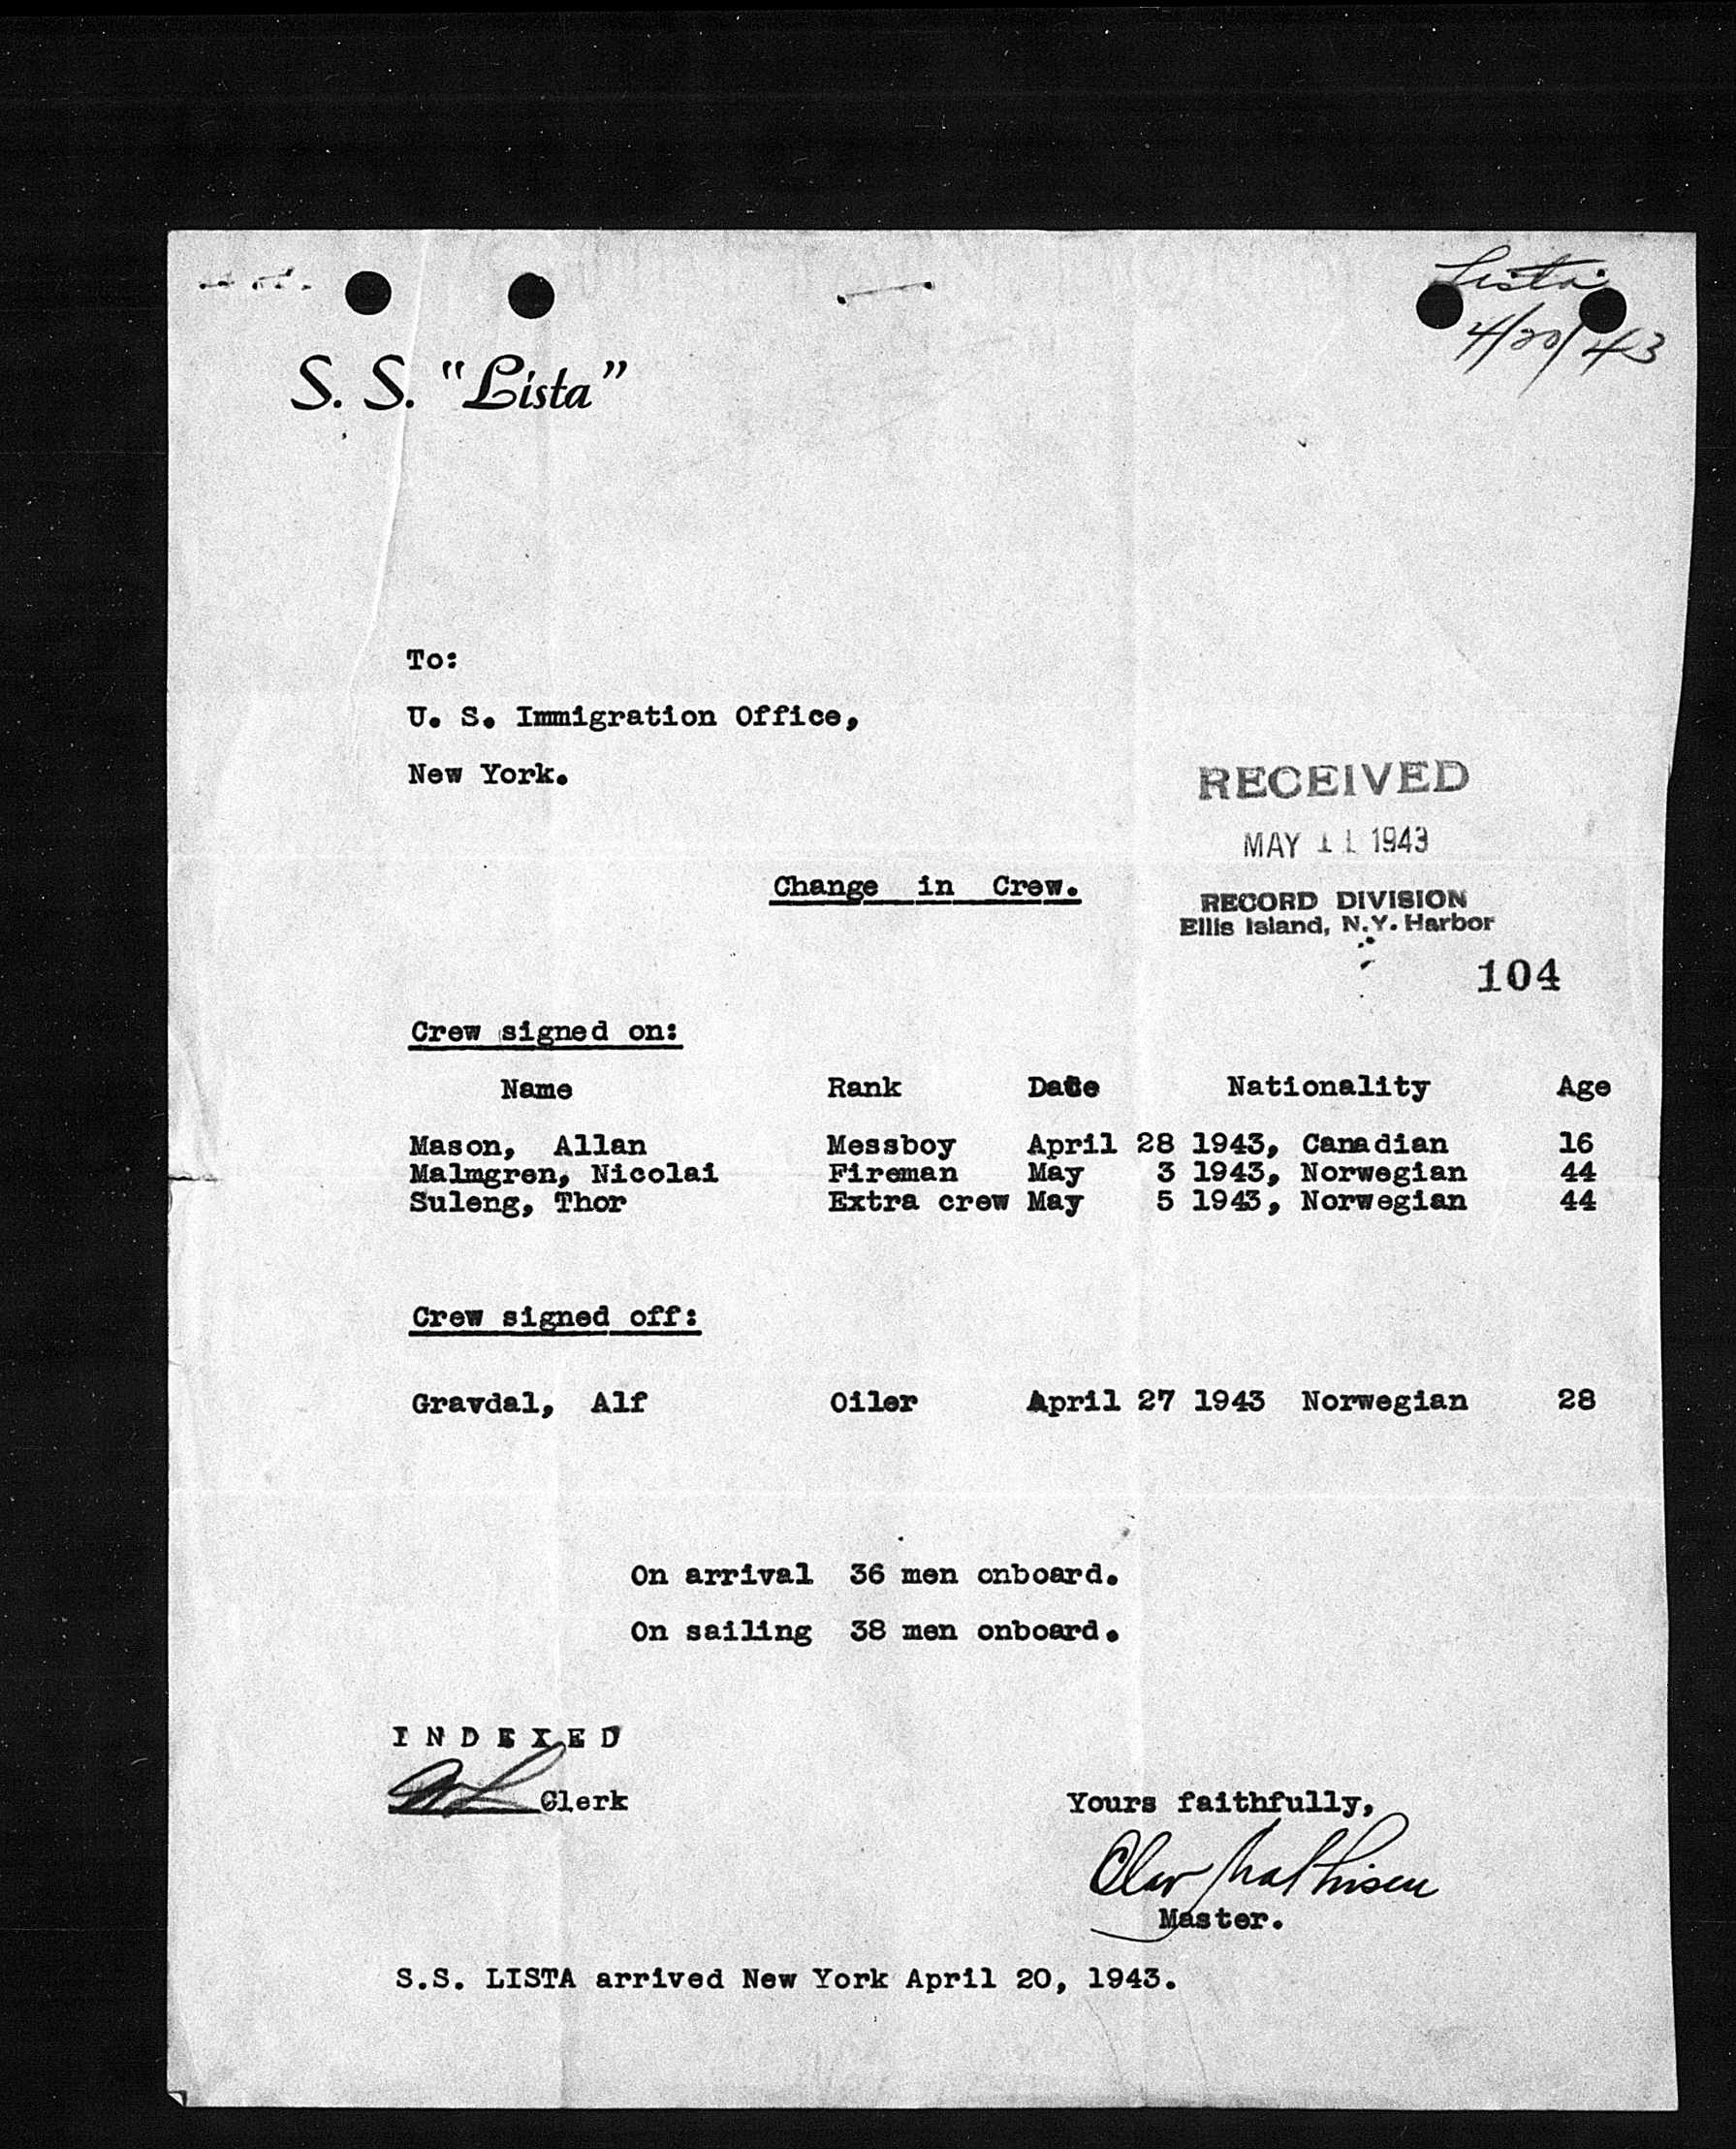 Lista
4/20/43
S. S. "Lista"
To:
U. S. Immigration Office,
New York.
RECEIVED
MAY 11 1943
RECORD DIVISION
Ellis Island, N.Y. Harbor
104
Change in Crew.
Crew signed on:
Name Rank Date Nationality Age
Mason, Allan Messboy April 28 1943, Canadian 16
Malmgren, Nicolai Fireman May 3 1943, Norwegian 44
Suleng, Thor Extra crew May 5 1943, Norwegian 44
Crew signed off:
Gravdal, Alf Oiler April 27 1943 Norwegian 28
On arrival 36 men onboard.
On sailing 38 men onboard.
INDEXED
Clerk
Yours faithfully,
Olav Mathisen
Master.
S.S. LISTA arrived New York April 20, 1943.